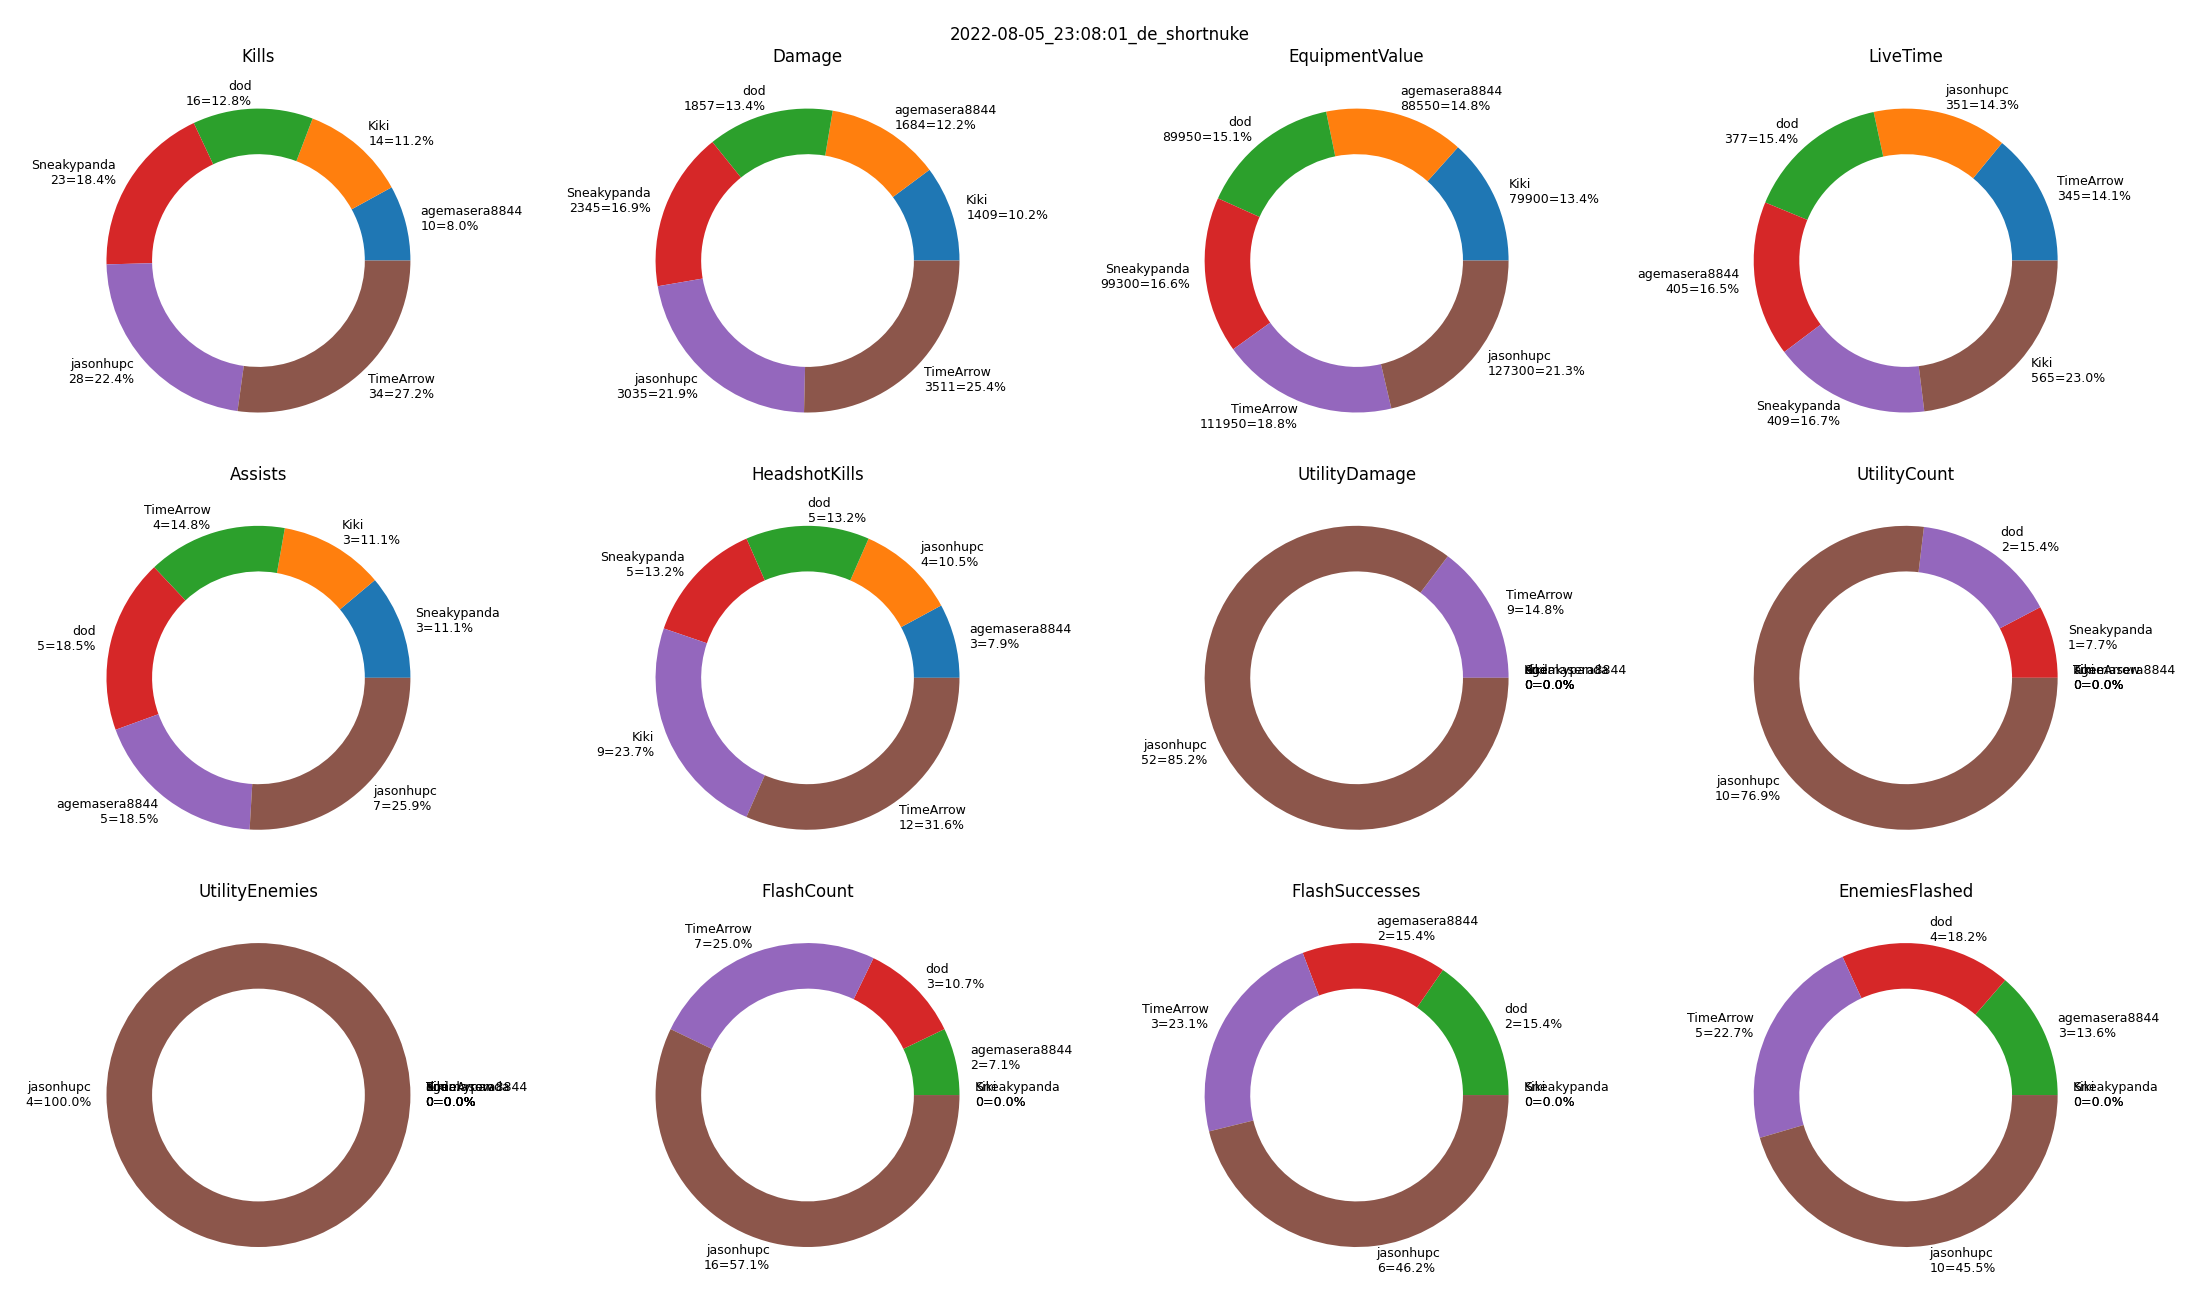 2022-08-05_23:08:01_de_shortnuke
Kills
dod
16=12.8%
Kiki
14=11.2%
Sneakypanda
23=18.4%
agemasera8844
10=8.0%
jasonhupc
28=22.4%
TimeArrow
34=27.2%
Damage
dod
1857=13.4%
agemasera8844
1684=12.2%
Sneakypanda
2345=16.9%
Kiki
1409=10.2%
jasonhupc
3035=21.9%
TimeArrow
3511=25.4%
EquipmentValue
agemasera8844
88550=14.8%
dod
89950=15.1%
Kiki
79900=13.4%
Sneakypanda
99300=16.6%
jasonhupc
127300=21.3%
TimeArrow
111950=18.8%
LiveTime
jasonhupc
351=14.3%
dod
377=15.4%
TimeArrow
345=14.1%
agemasera8844
405=16.5%
Kiki
565=23.0%
Sneakypanda
409=16.7%
Assists
TimeArrow
4=14.8%
Kiki
3=11.1%
Sneakypanda
3=11.1%
dod
5=18.5%
agemasera8844
5=18.5%
jasonhupc
7=25.9%
HeadshotKills
dod
5=13.2%
jasonhupc
4=10.5%
Sneakypanda
5=13.2%
agemasera8844
3=7.9%
Kiki
9=23.7%
TimeArrow
12=31.6%
UtilityDamage
TimeArrow
9=14.8%
0=0.0%
jasonhupc
52=85.2%
UtilityCount
dod
2=15.4%
Sneakypanda
1=7.7%
0=0.0%
jasonhupc
10=76.9%
UtilityEnemies
jasonhupc
4=100.0%
0=0.0%
FlashCount
TimeArrow
7=25.0%
dod
3=10.7%
agemasera8844
2=7.1%
Sneakypanda
0=0.0%
jasonhupc
16=57.1%
FlashSuccesses
agemasera8844
2=15.4%
TimeArrow
3=23.1%
dod
2=15.4%
Sneakypanda
0=0.0%
jasonhupc
6=46.2%
EnemiesFlashed
dod
4=18.2%
TimeArrow
5=22.7%
agemasera8844
3=13.6%
Sneakypanda
0=0.0%
jasonhupc
10=45.5%